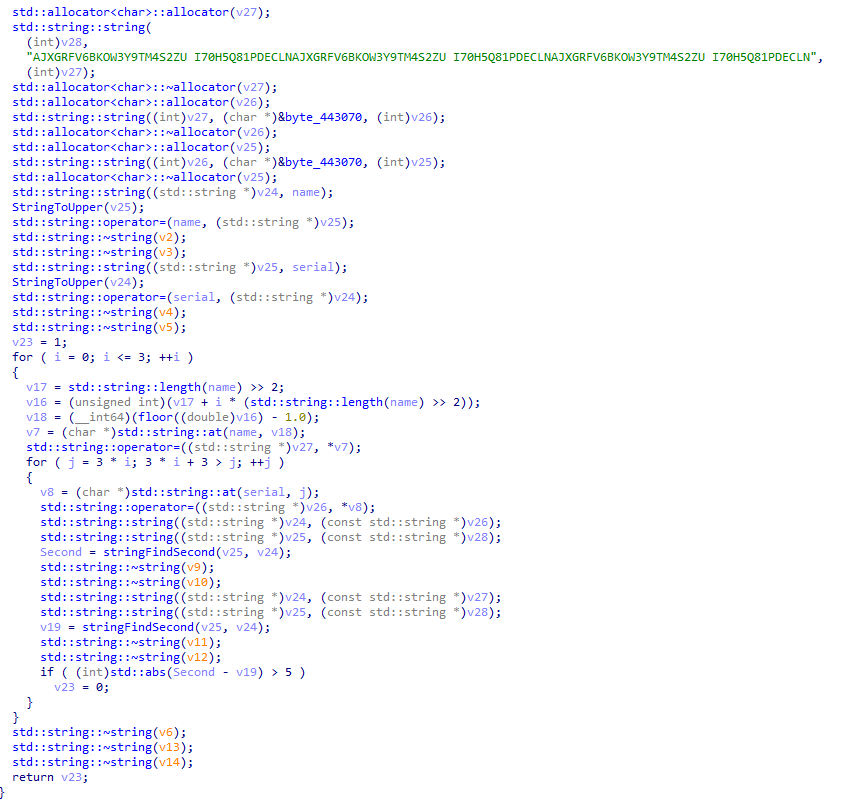 std::allocator<char>::allocator(v27);
std::string::string(
(int)v28,
"AJXGRFV6BKOW3Y9TM4S2ZU I70H5Q81PDECLNAJXGRFV6BKOW3Y9TM4S2ZU I70H5Q81PDECLNAJXGRFV6BKOW3Y9TM4S2ZU I70H5Q81PDECLN",
(int)v27);
std::allocator<char>::~allocator(v27);
std::allocator<char>::allocator(v26);
std::string::string((int)v27, (char *)&byte_443070, (int)v26);
std::allocator<char>::~allocator(v26);
std::allocator<char>::allocator(v25);
std::string::string((int)v26, (char *)&byte_443070, (int)v25);
std::allocator<char>::~allocator(v25);
std::string::string((std::string *)v24, name);
StringToUpper(v25);
std::string::operator=(name, (std::string *)v25);
std::string::~string(v2);
std::string::~string(v3);
std::string::string((std::string *)v25, serial);
StringToUpper(v24);
std::string::operator=(serial, (std::string *)v24);
std::string::~string(v4);
std::string::~string(v5);
v23 = 1;
for ( i = 0; i <= 3; ++i )
{
v17 = std::string::length(name) >> 2;
v16 = (unsigned int)(v17 + i * (std::string::length(name) >> 2));
v18 = (__int64)(floor((double)v16) - 1.0);
v7 = (char *)std::string::at(name, v18);
std::string::operator=((std::string *)v27, *v7);
for ( j = 3 * i; 3 * i + 3 > j; ++j )
{
v8 = (char *)std::string::at(serial, j);
std::string::operator=((std::string *)v26, *v8);
std::string::string((std::string *)v24, (const std::string *)v26);
std::string::string((std::string *)v25, (const std::string *)v28);
Second = stringFindSecond(v25, v24);
std::string::~string(v9);
std::string::~string(v10);
std::string::string((std::string *)v24, (const std::string *)v27);
std::string::string((std::string *)v25, (const std::string *)v28);
v19 = stringFindSecond(v25, v24);
std::string::~string(v11);
std::string::~string(v12);
if ( (int)std::abs(Second - v19) > 5 )
v23 = 0;
}
}
std::string::~string(v6);
std::string::~string(v13);
std::string::~string(v14);
return v23;
}